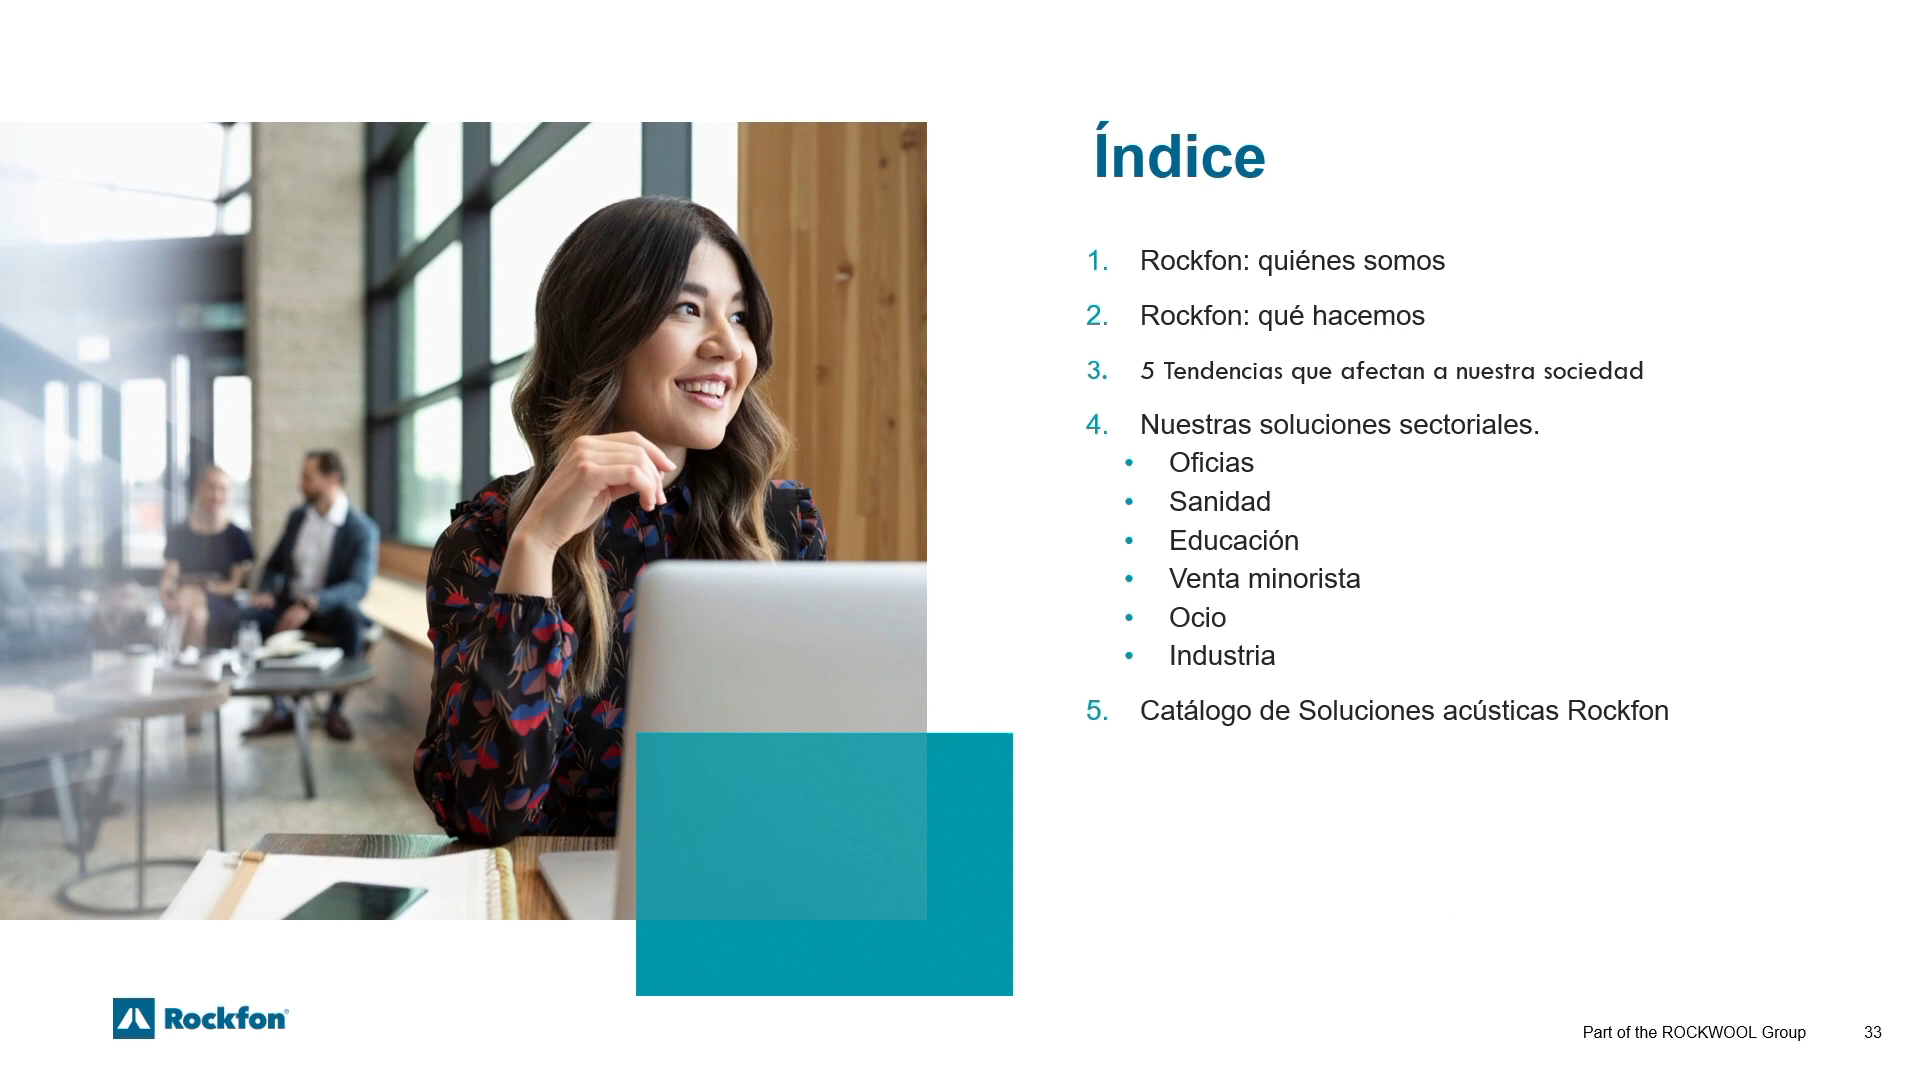 Índice
1. Rockfon: quiénes somos
2. Rockfon: qué hacemos
3. 5 Tendencias que afectan a nuestra sociedad
4. Nuestras soluciones sectoriales.
• Oficias
• Sanidad
• Educación
• Venta minorista
• Ocio
• Industria
5. Catálogo de Soluciones acústicas Rockfon
Rockfon®
Part of the ROCKWOOL Group 33